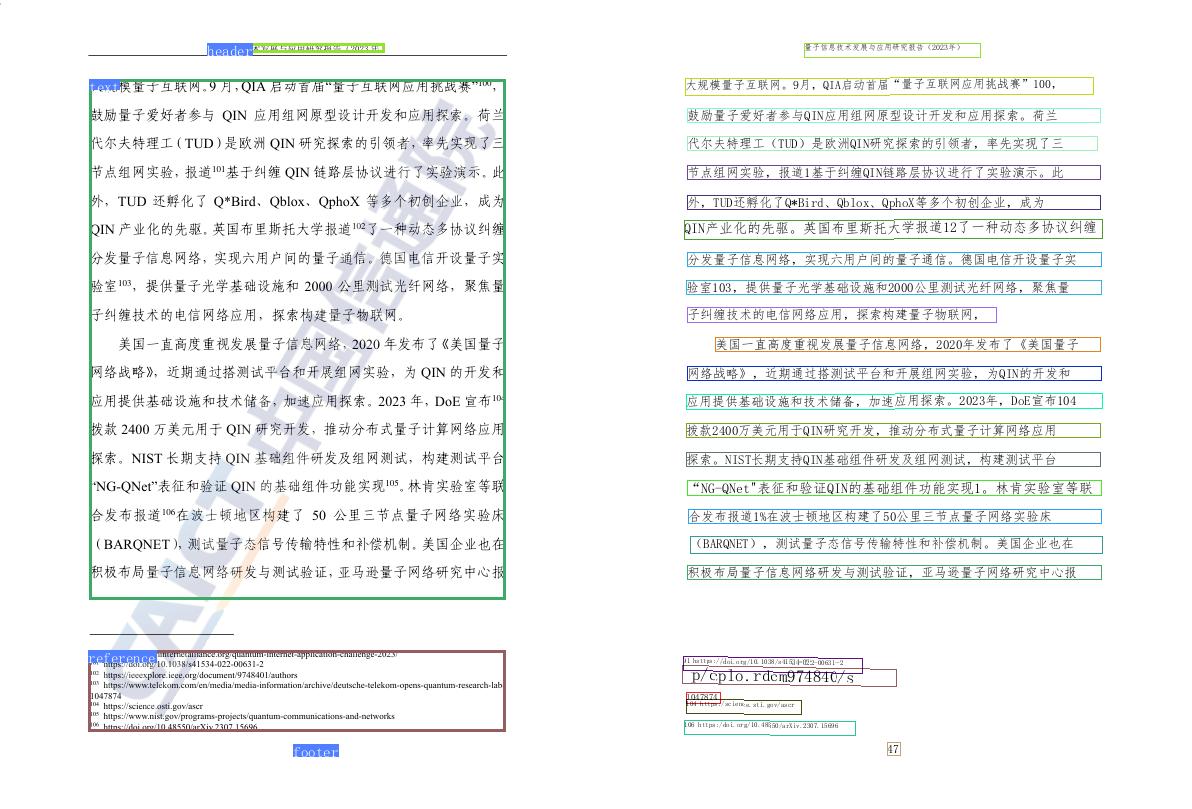 header
text模量子互联网。9月，QIA启动首届“量子互联网应用挑战赛”100，
鼓励量子爱好者参与 QIN 应用组网原型设计开发和应用探索。荷兰
代尔夫特理工（TUD）是欧洲 QIN 研究探索的引领者，率先实现了三
节点组网实验，报道101基于纠缠 QIN 链路层协议进行了实验演示。此
外，TUD 还孵化了 Q*Bird、Qblox、QphoX 等多个初创企业，成为
QIN 产业化的先驱。英国布里斯托大学报道102了一种动态多协议纠缠
分发量子信息网络，实现六用户间的量子通信。德国电信开设量子实
验室103，提供量子光学基础设施和 2000 公里测试光纤网络，聚焦量
子纠缠技术的电信网络应用，探索构建量子物联网。
美国一直高度重视发展量子信息网络，2020 年发布了《美国量子
网络战略》，近期通过搭测试平台和开展组网实验，为 QIN 的开发和
应用提供基础设施和技术储备，加速应用探索。2023 年，DoE 宣布104
拨款 2400 万美元用于 QIN 研究开发，推动分布式量子计算网络应用
探索。NIST 长期支持 QIN 基础组件研发及组网测试，构建测试平台
“NG-QNet”表征和验证 QIN 的基础组件功能实现105。林肯实验室等联
合发布报道106在波士顿地区构建了 50 公里三节点量子网络实验床
（BARQNET），测试量子态信号传输特性和补偿机制。美国企业也在
积极布局量子信息网络研发与测试验证，亚马逊量子网络研究中心报
CAICT 中国信通院
reference
https://doi.org/10.1038/s41534-022-00631-2
102 https://ieeexplore.ieee.org/document/9748401/authors
103 https://www.telekom.com/en/media/media-information/archive/deutsche-telekom-opens-quantum-research-lab
1047874
104 https://science.osti.gov/ascr
105 https://www.nist.gov/programs-projects/quantum-communications-and-networks
106 https://doi.org/10.48550/arXiv.2307.15696
footer
量子信息技术发展与应用研究报告（2023年）
大规模量子互联网。9月，QIA启动首届“量子互联网应用挑战赛”100，
鼓励量子爱好者参与QIN应用组网原型设计开发和应用探索。荷兰
代尔夫特理工（TUD）是欧洲QIN研究探索的引领者，率先实现了三
节点组网实验，报道1基于纠缠QIN链路层协议进行了实验演示。此
外，TUD还孵化了Q*Bird、Qblox、QphoX等多个初创企业，成为
QIN产业化的先驱。英国布里斯托大学报道12了一种动态多协议纠缠
分发量子信息网络，实现六用户间的量子通信。德国电信开设量子实
验室103，提供量子光学基础设施和2000公里测试光纤网络，聚焦量
子纠缠技术的电信网络应用，探索构建量子物联网，
美国一直高度重视发展量子信息网络，2020年发布了《美国量子
网络战略》，近期通过搭测试平台和开展组网实验，为QIN的开发和
应用提供基础设施和技术储备，加速应用探索。2023年，DoE宣布104
拨款2400万美元用于QIN研究开发，推动分布式量子计算网络应用
探索。NIST长期支持QIN基础组件研发及组网测试，构建测试平台
“NG-QNet"表征和验证QIN的基础组件功能实现1。林肯实验室等联
合发布报道1%在波士顿地区构建了50公里三节点量子网络实验床
（BARQNET），测试量子态信号传输特性和补偿机制。美国企业也在
积极布局量子信息网络研发与测试验证，亚马逊量子网络研究中心报
01 hsttps://doi.org/10.1038/s41534-022-00631-2
p/cplo.rdcm974840/s
1047874
104 https://science.sti.gov/ascr
106 https:/doi.org/10.48550/arXiv.2307.15696
47